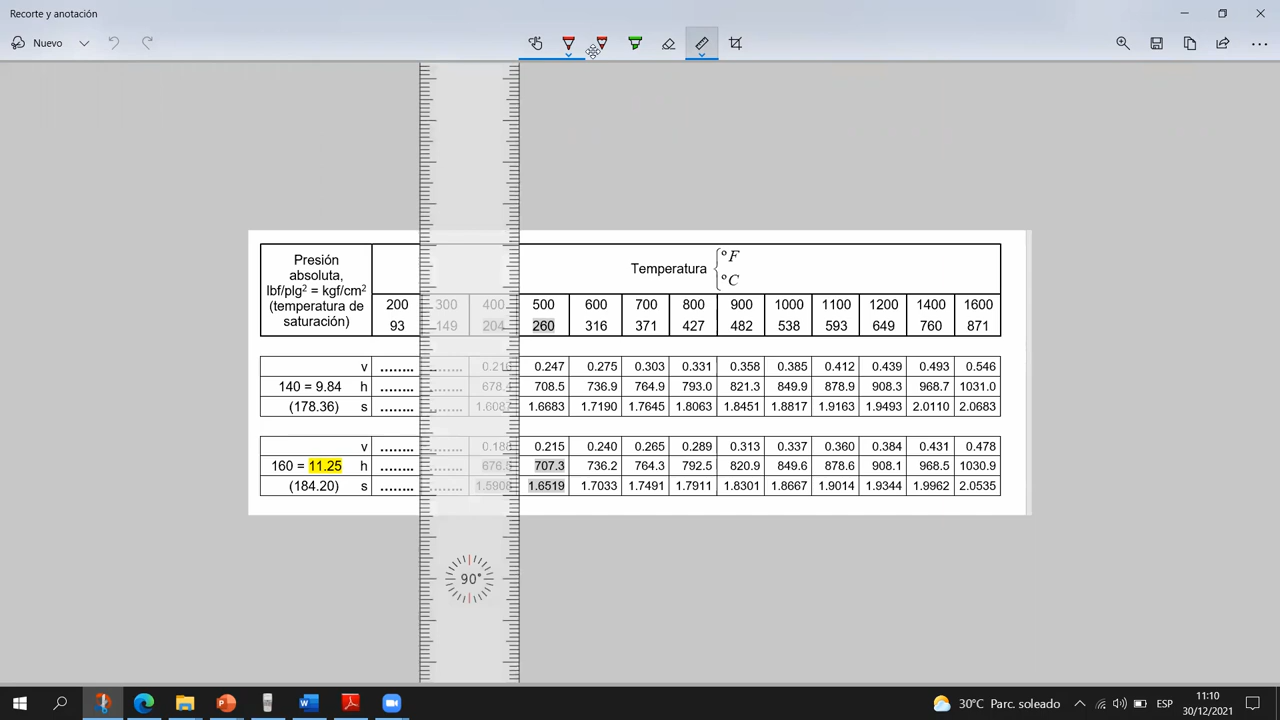 Recorte y anotación
Nuevo
Presión
absoluta,
lbf/plg² = kgf/cm²
(temperatura de
saturación)
Temperatura { °F
°C
200 300 400 500 600 700 800 900 1000 1100 1200 1400 1600
93 149 204 260 316 371 427 482 538 593 649 760 871
v ........ ........ 0.247 0.275 0.303 0.331 0.358 0.385 0.412 0.439 0.493 0.546
140 = 9.84 h ........ ........ 708.5 736.9 764.9 793.0 821.3 849.9 878.9 908.3 1031.0
(178.36) s ........ ........ 1.6683 1.7190 1.7645 1.8063 1.8451 1.8817 1.9163 1.9493 2.0110 2.0683
v ........ ........ 0.215 0.240 0.265 0.289 0.313 0.337 0.360 0.384 0.478
160 = 11.25 h ........ ........ 707.3 736.2 764.3 792.5 820.9 849.6 878.6 908.1 968.5 1030.9
(184.20) s ........ ........ 1.6519 1.7033 1.7491 1.7911 1.8301 1.8667 1.9014 1.9344 1.9962 2.0535
90°
30°C Parc. soleado
ESP
11:10
30/12/2021